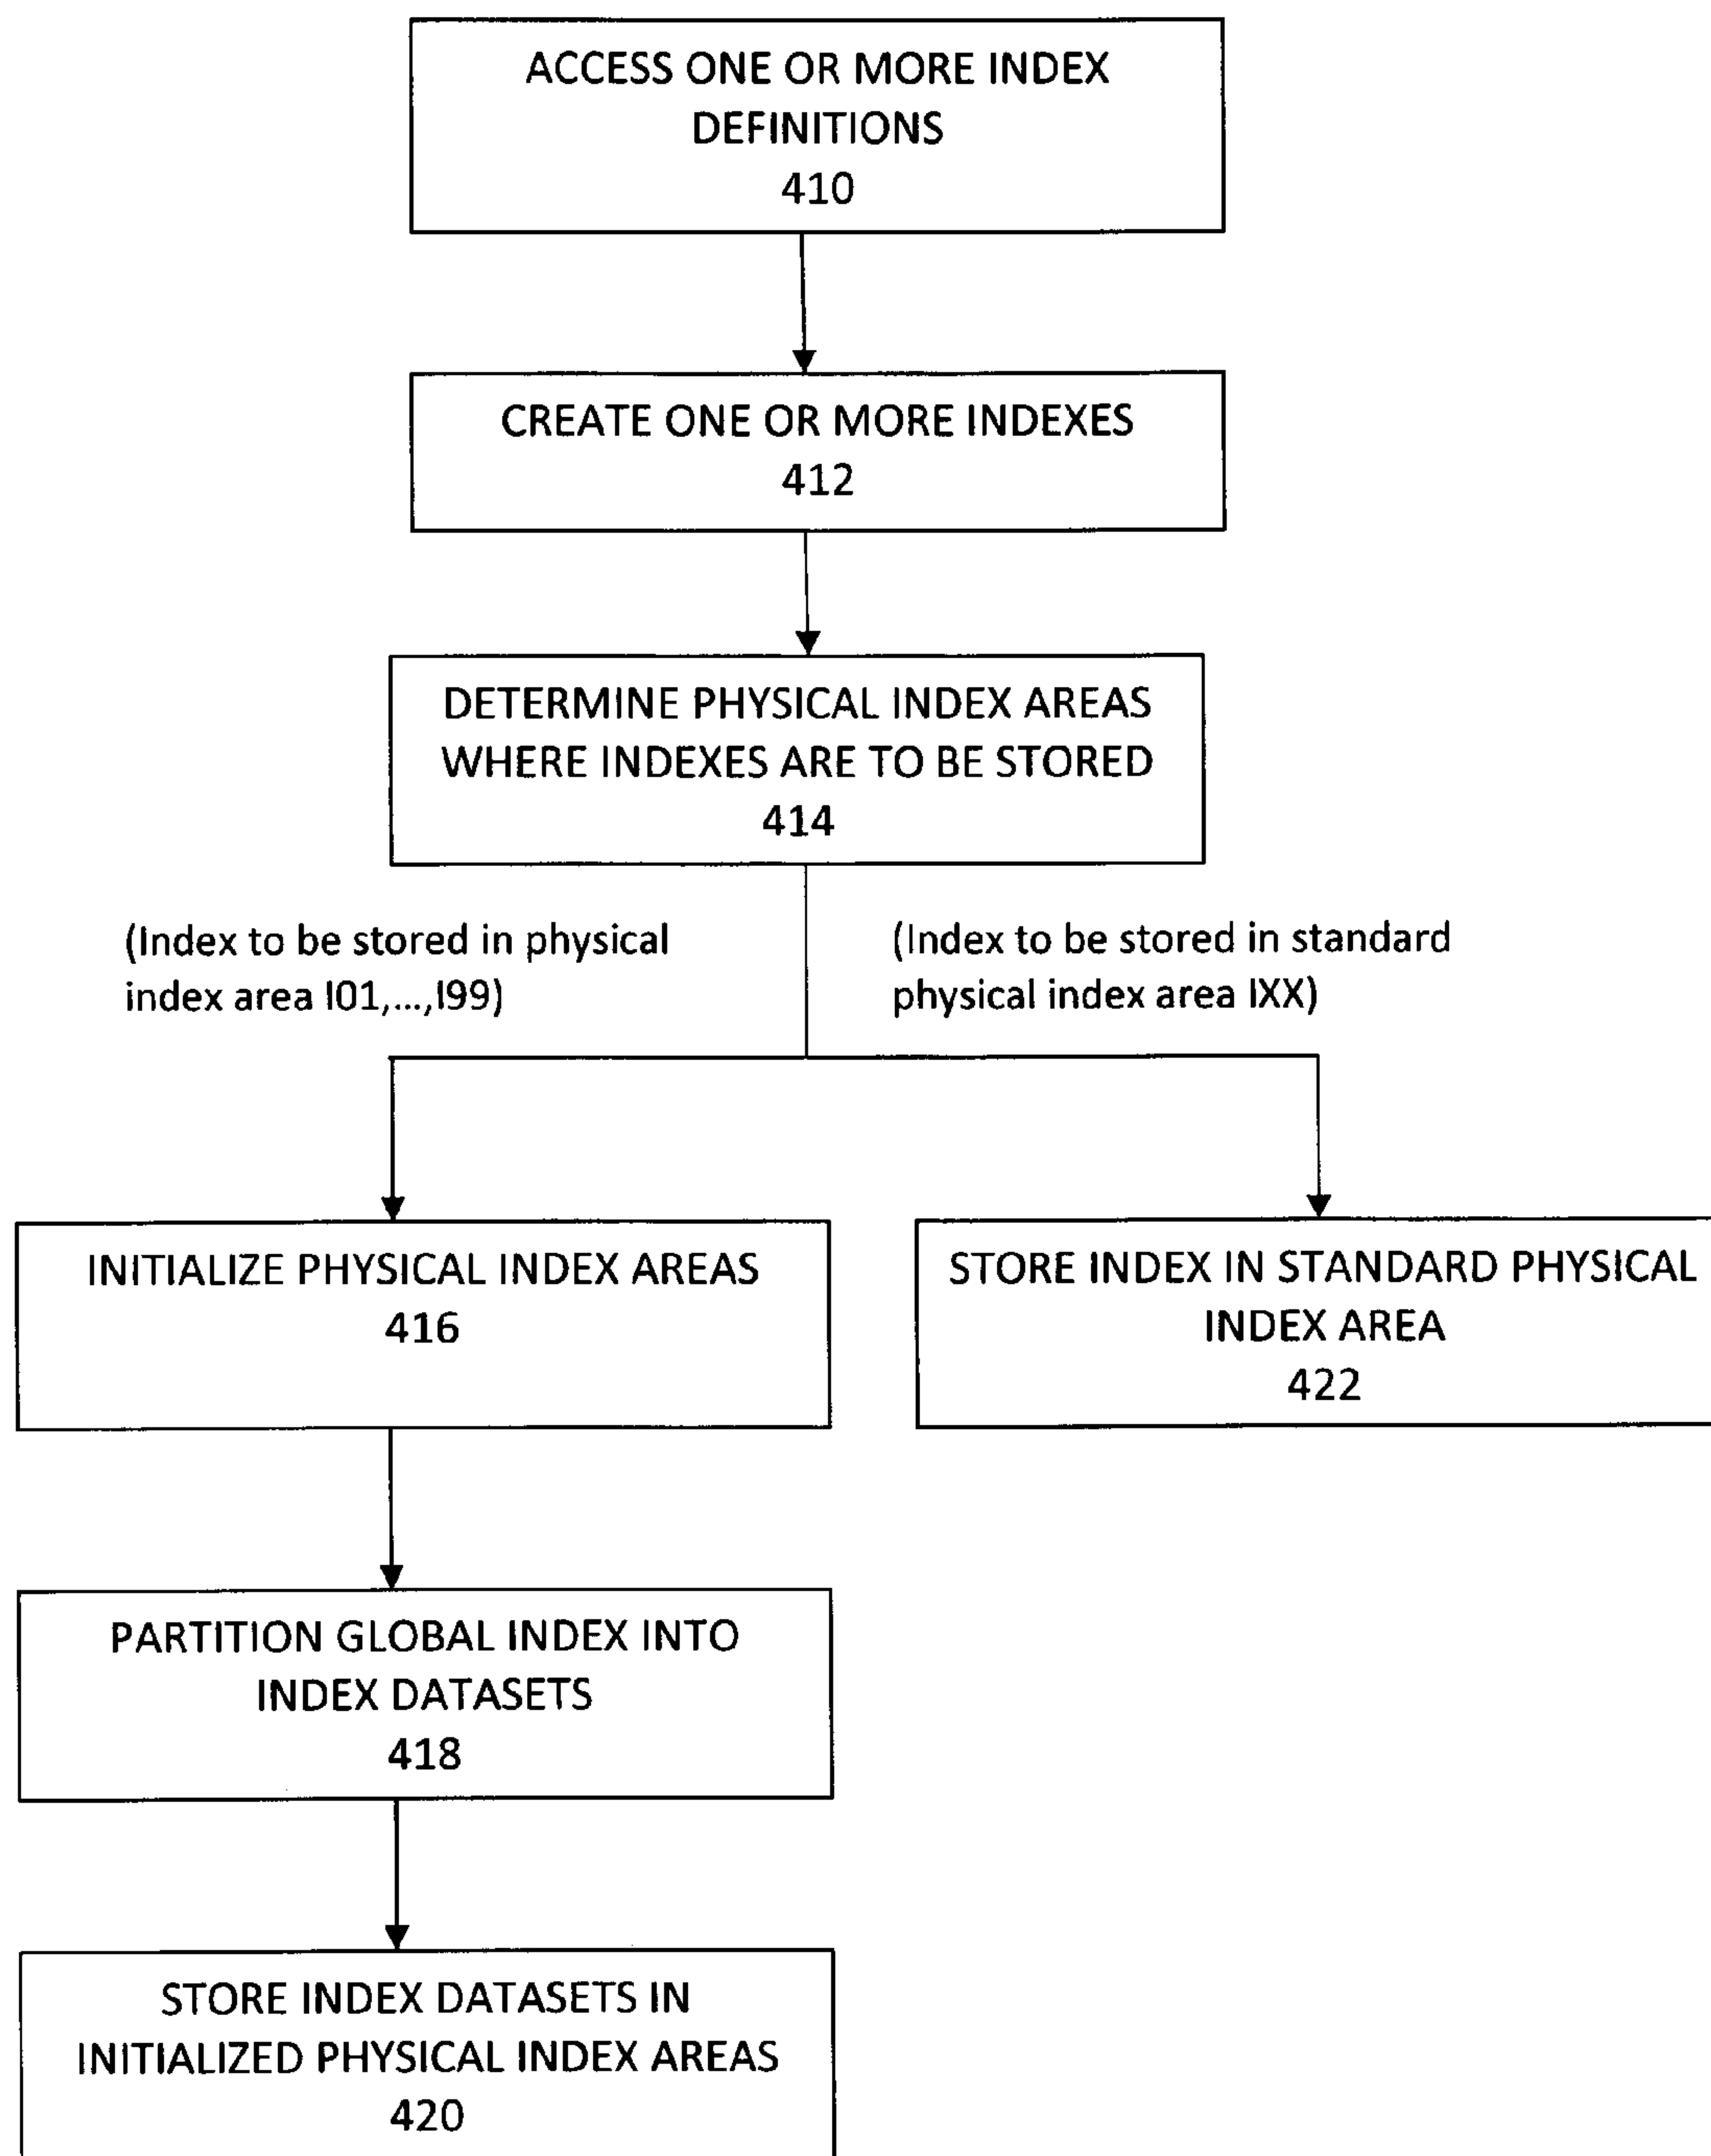 ACCESS ONE OR MORE INDEX
DEFINITIONS
410
CREATE ONE OR MORE INDEXES
412
DETERMINE PHYSICAL INDEX AREAS
WHERE INDEXES ARE TO BE STORED
414
(Index to be stored in physical
index area I01,...,I99)
(Index to be stored in standard
physical index area IXX)
INITIALIZE PHYSICAL INDEX AREAS
416
STORE INDEX IN STANDARD PHYSICAL
INDEX AREA
422
PARTITION GLOBAL INDEX INTO
INDEX DATASETS
418
STORE INDEX DATASETS IN
INITIALIZED PHYSICAL INDEX AREAS
420